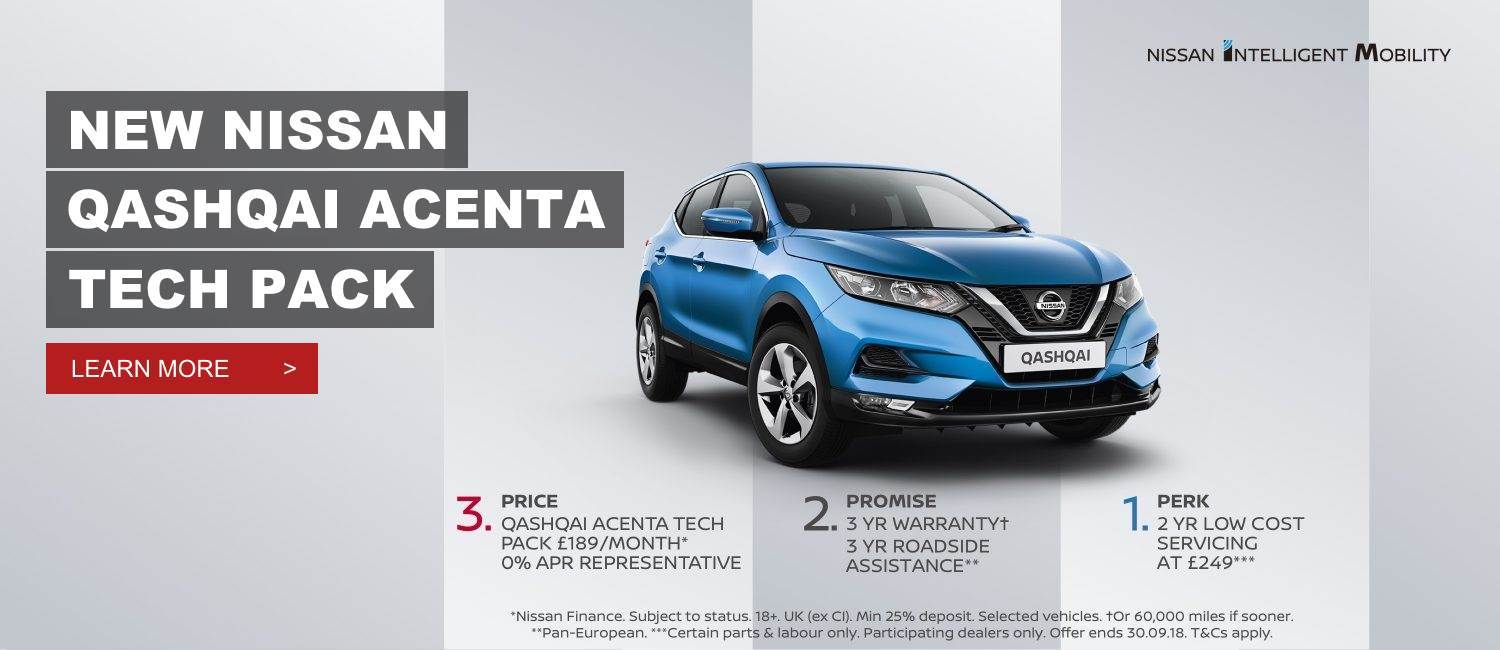 NISSAN INTELLIGENT MOBILITY
NEW NISSAN
QASHQAI ACENTA
TECH PACK
LEARN MORE >
NISSAN
QASHQAI
3. PRICE
QASHQAI ACENTA TECH
PACK £189/MONTH*
0% APR REPRESENTATIVE
2. PROMISE
3 YR WARRANTY†
3 YR ROADSIDE
ASSISTANCE**
1. PERK
2 YR LOW COST
SERVICING
AT £249***
*Nissan Finance. Subject to status. 18+. UK (ex CI). Min 25% deposit. Selected vehicles. †Or 60,000 miles if sooner.
**Pan-European. ***Certain parts & labour only. Participating dealers only. Offer ends 30.09.18. T&Cs apply.